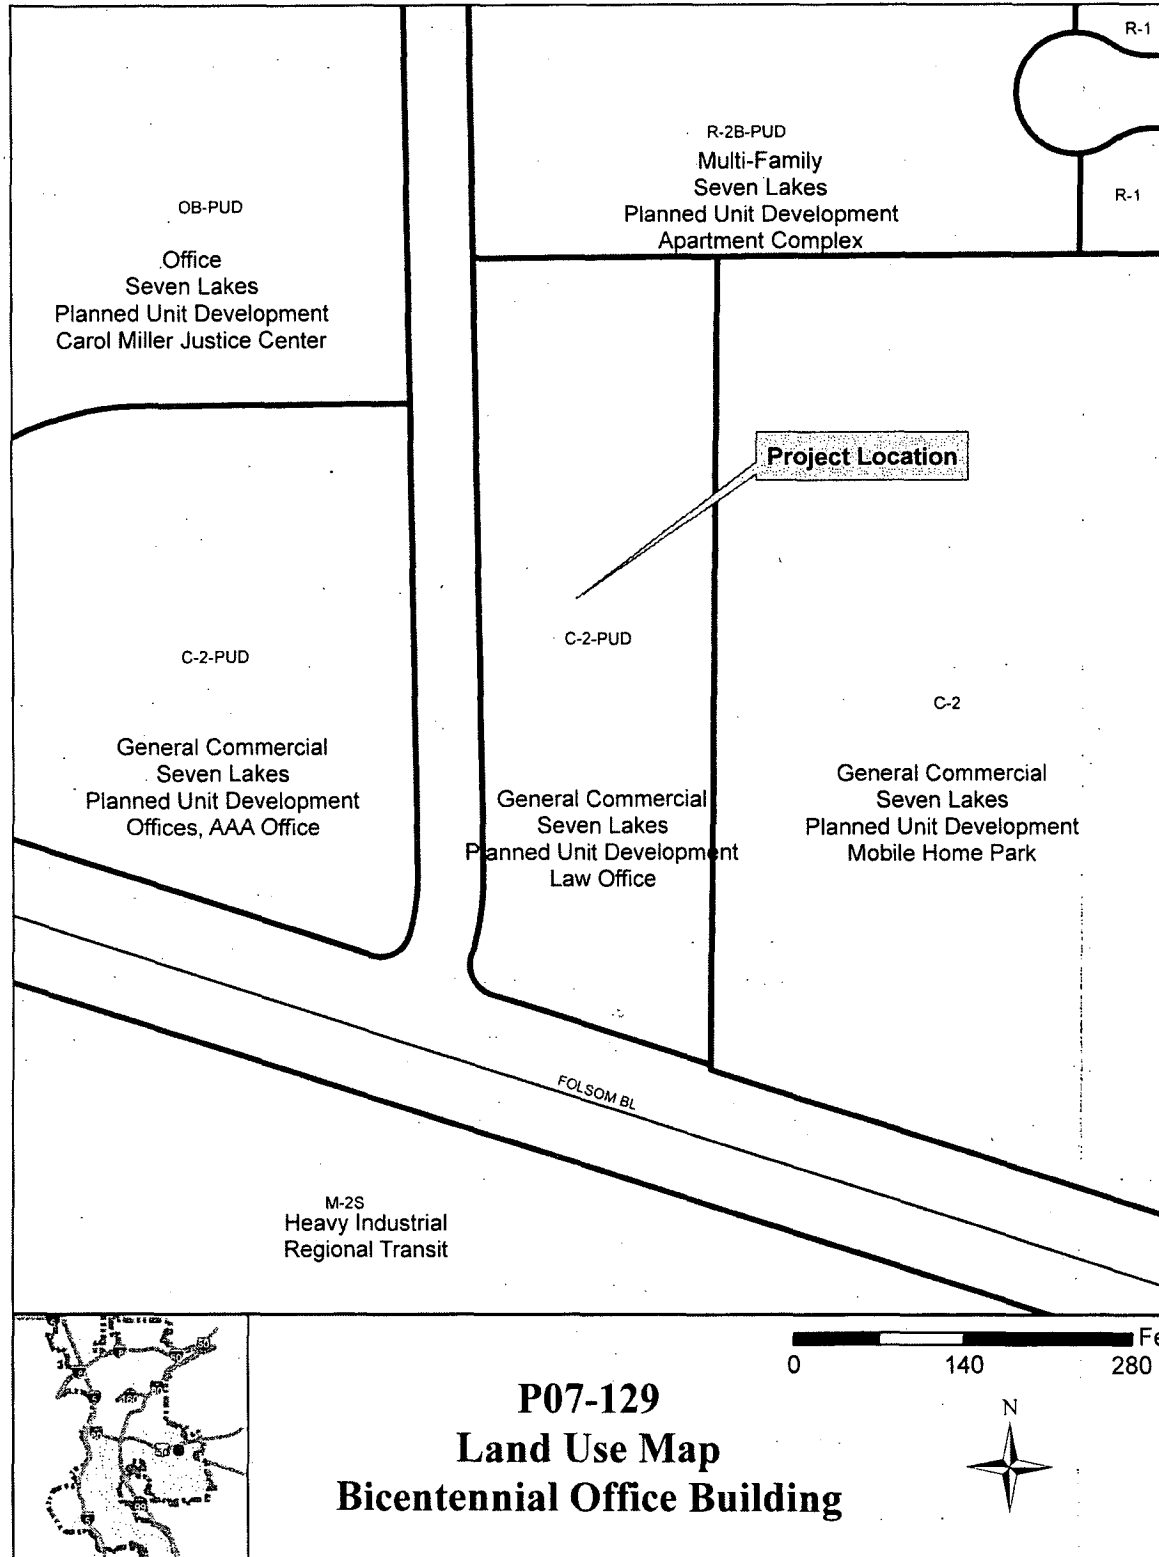 R-1
R-2B-PUD
Multi-Family
Seven Lakes
Planned Unit Development
Apartment Complex
R-1
OB-PUD
Office
Seven Lakes
Planned Unit Development
Carol Miller Justice Center
Project Location
C-2-PUD
C-2-PUD
C-2
General Commercial
Seven Lakes
Planned Unit Development
Offices, AAA Office
General Commercial
Seven Lakes
Planned Unit Development
Law Office
General Commercial
Seven Lakes
Planned Unit Development
Mobile Home Park
FOLSOM BL
M-2S
Heavy Industrial
Regional Transit
Fe
0 140 280
P07-129
Land Use Map
Bicentennial Office Building
N